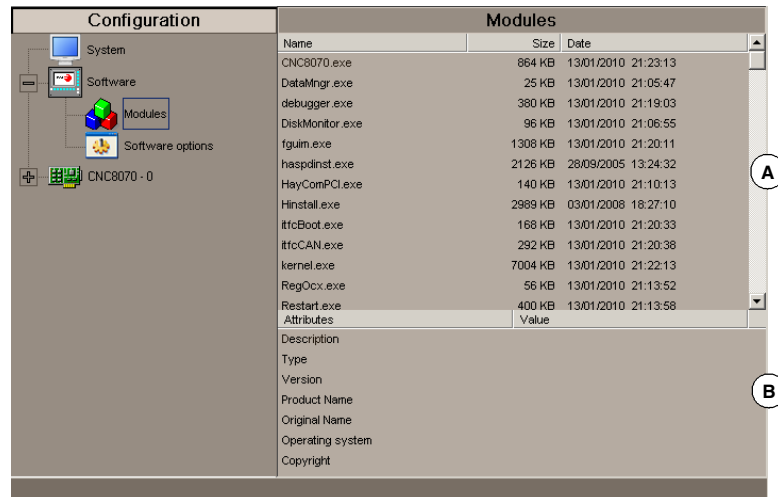 Configuration
Modules
System
Software
Modules
Software options
CNC8070 - 0
Name Size Date
CNC8070.exe 864 KB 13/01/2010 21:23:13
DataMngr.exe 25 KB 13/01/2010 21:05:47
debugger.exe 380 KB 13/01/2010 21:19:03
DiskMonitor.exe 96 KB 13/01/2010 21:06:55
fguim.exe 1308 KB 13/01/2010 21:20:11
haspdinst.exe 2126 KB 28/09/2005 13:24:32
HayComPCI.exe 140 KB 13/01/2010 21:10:13
Hinstall.exe 2989 KB 03/01/2008 18:27:10
itfcBoot.exe 168 KB 13/01/2010 21:20:33
itfcCAN.exe 292 KB 13/01/2010 21:20:38
kernel.exe 7004 KB 13/01/2010 21:22:13
RegOcx.exe 56 KB 13/01/2010 21:13:52
Restart.exe 400 KB 13/01/2010 21:13:58
A
Attributes Value
Description
Type
Version
Product Name
Original Name
Operating system
Copyright
B